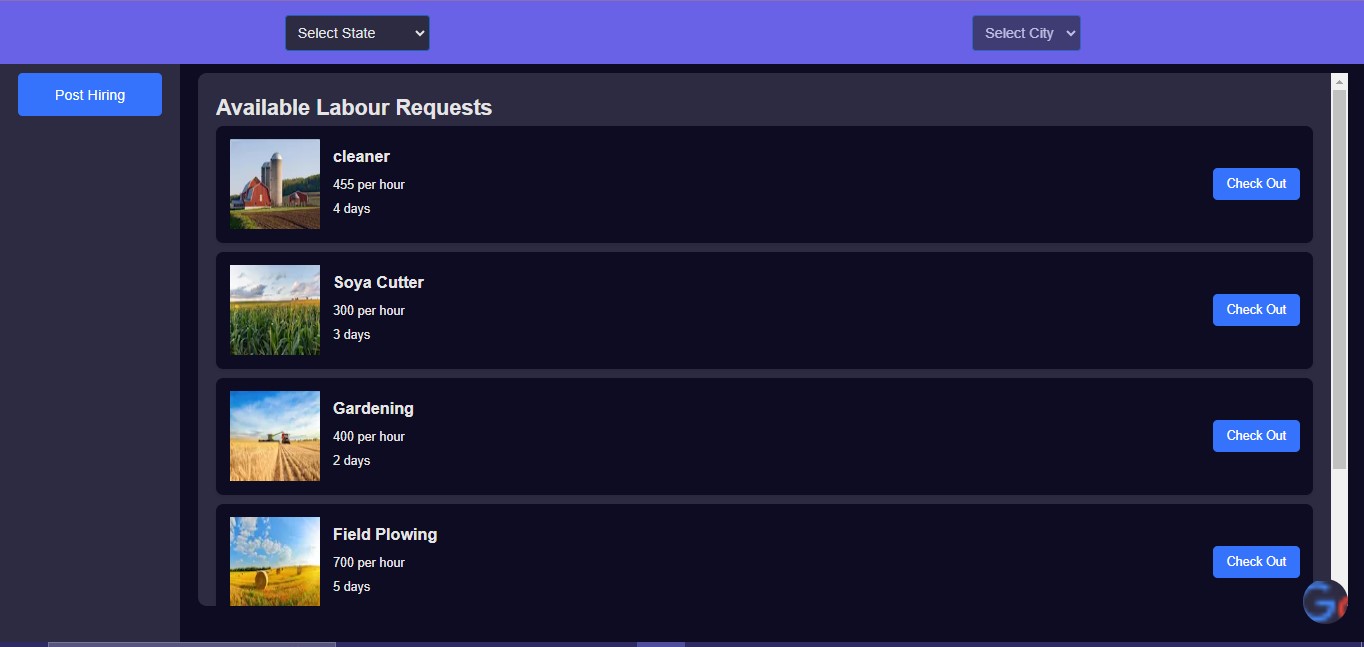 Select State
Select City
Post Hiring
Available Labour Requests
cleaner
455 per hour
4 days
Check Out
Soya Cutter
300 per hour
3 days
Check Out
Gardening
400 per hour
2 days
Check Out
Field Plowing
700 per hour
5 days
Check Out